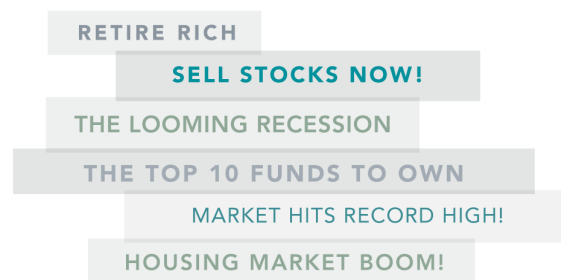 RETIRE RICH
SELL STOCKS NOW!
THE LOOMING RECESSION
THE TOP 10 FUNDS TO OWN
MARKET HITS RECORD HIGH!
HOUSING MARKET BOOM!